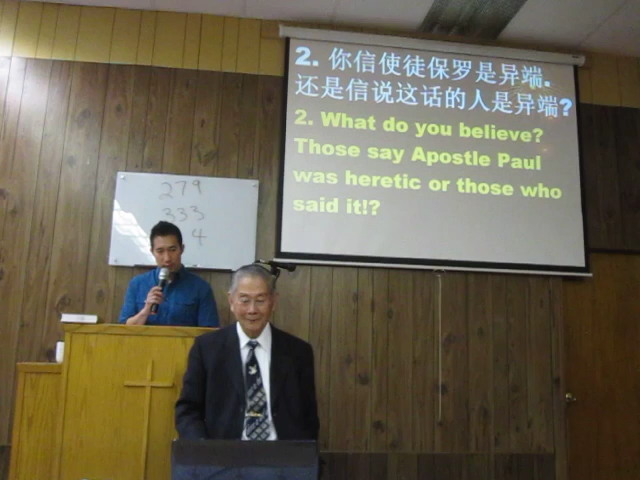 2. 你信使徒保罗是异端.
还是信说这话的人是异端?
2. What do you believe?
Those say Apostle Paul
was heretic or those who
said it!?
279
333
4